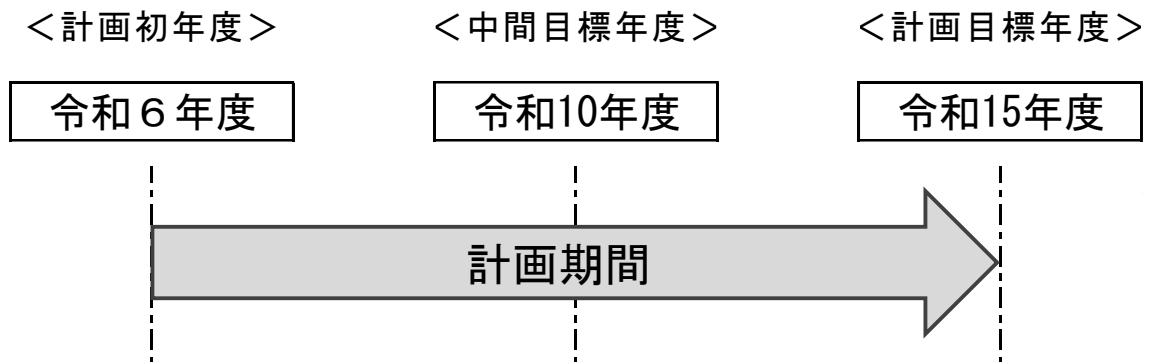 ＜計画初年度＞ ＜中間目標年度＞ ＜計画目標年度＞
令和６年度 令和10年度 令和15年度
計画期間